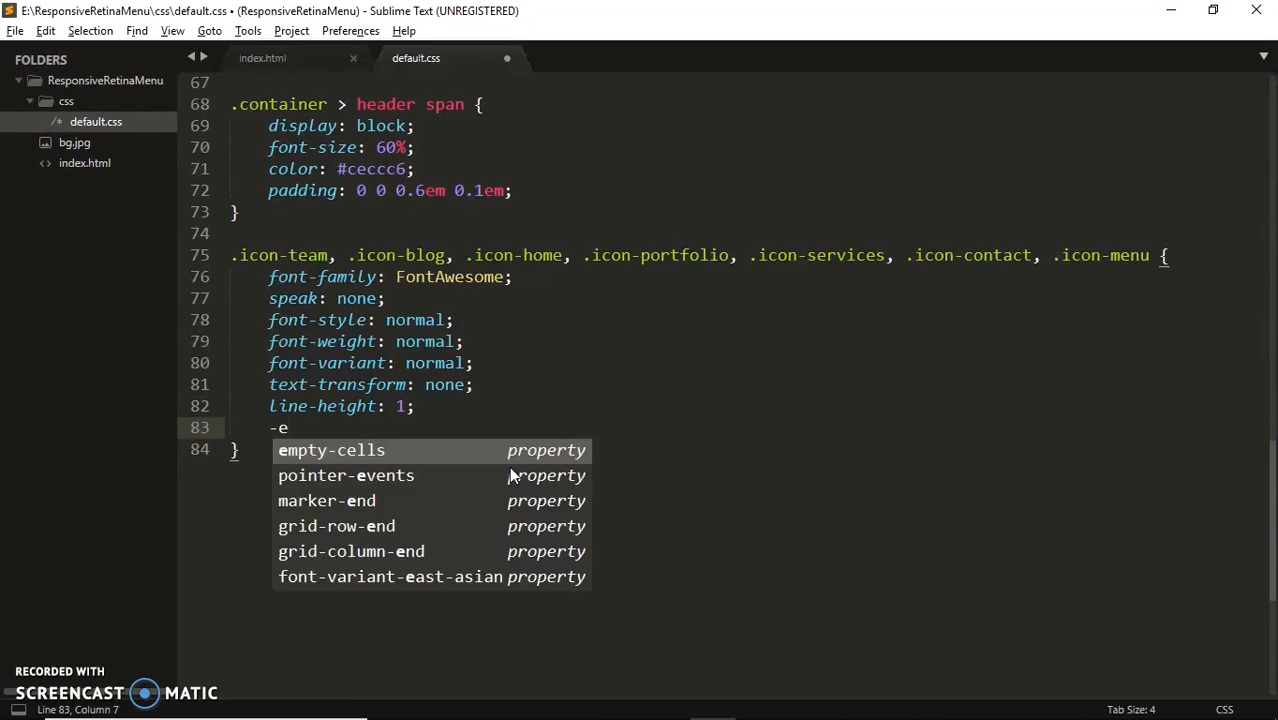 E:\ResponsiveRetinaMenu\css\default.css • (ResponsiveRetinaMenu) - Sublime Text (UNREGISTERED)
File Edit Selection Find View Goto Tools Project Preferences Help
FOLDERS
ResponsiveRetinaMenu
css
/* default.css
bg.jpg
<> index.html
index.html
default.css
67
68 .container > header span {
69 display: block;
70 font-size: 60%;
71 color: #ceccc6;
72 padding: 0 0 0.6em 0.1em;
73 }
74
75 .icon-team, .icon-blog, .icon-home, .icon-portfolio, .icon-services, .icon-contact, .icon-menu {
76 font-family: FontAwesome;
77 speak: none;
78 font-style: normal;
79 font-weight: normal;
80 font-variant: normal;
81 text-transform: none;
82 line-height: 1;
83 -e
84 }
empty-cells property
pointer-events property
marker-end property
grid-row-end property
grid-column-end property
font-variant-east-asian property
RECORDED WITH
SCREENCAST MATIC
Line 83, Column 7
Tab Size: 4
CSS